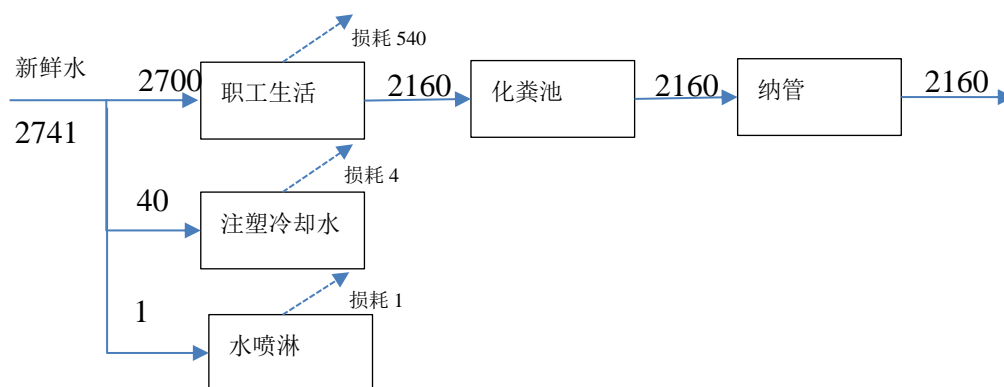 损耗 540
新鲜水
2700
职工生活
2160
化粪池
2160
纳管
2160
2741
损耗 4
40
注塑冷却水
损耗 1
1
水喷淋